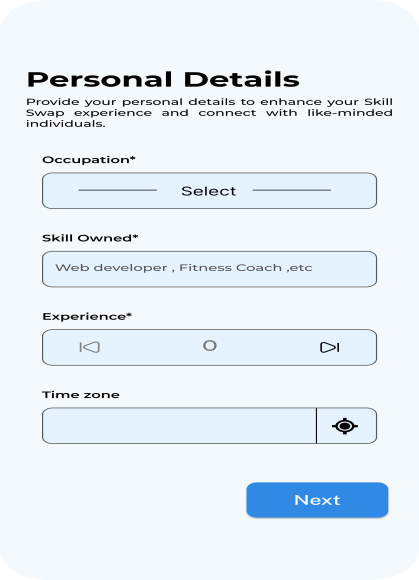 Personal Details
Provide your personal details to enhance your Skill
Swap experience and connect with like-minded
individuals.
Occupation*
Select
Skill Owned*
Web developer , Fitness Coach ,etc
Experience*
0
Time zone
Next